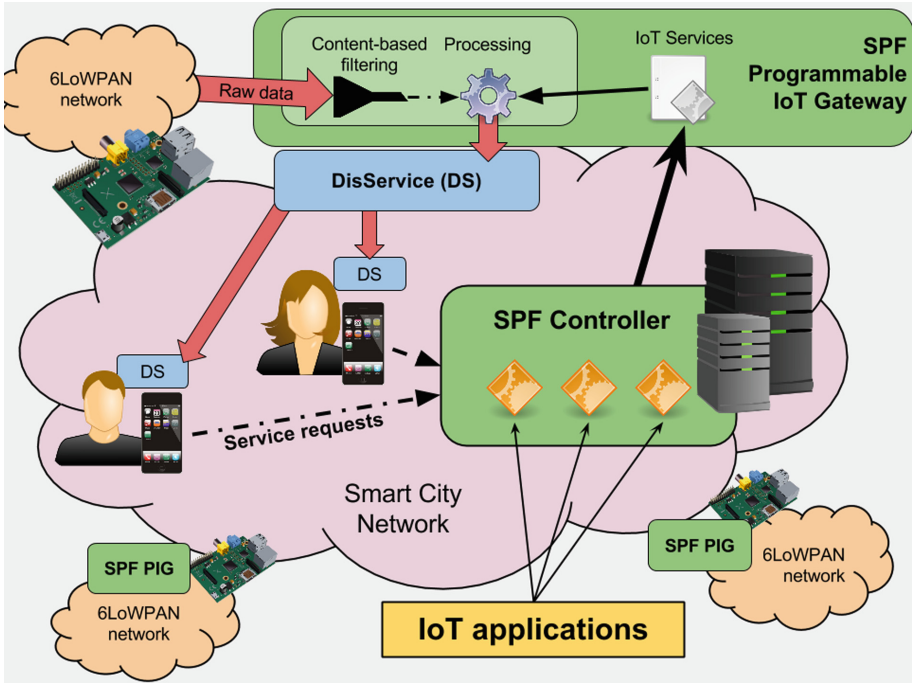 6LoWPAN
network
Raw data
Content-based
filtering
Processing
IoT Services
SPF
Programmable
IoT Gateway
DisService (DS)
DS
DS
SPF Controller
Service requests
Smart City
Network
SPF PIG
6LoWPAN
network
SPF PIG
6LoWPAN
network
IoT applications